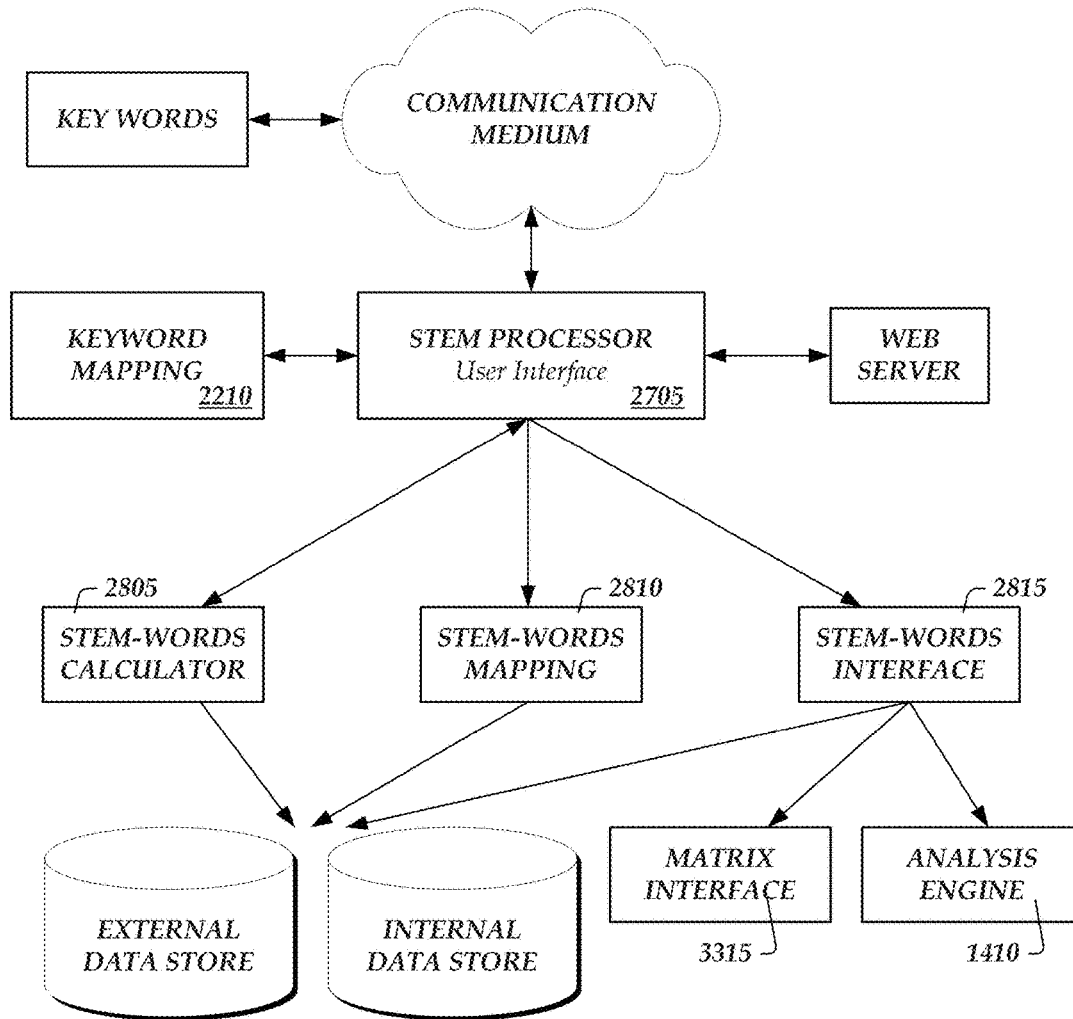 COMMUNICATION
MEDIUM
KEY WORDS
KEYWORD
MAPPING
2210
STEM PROCESSOR
User Interface
2705
WEB
SERVER
2805
STEM-WORDS
CALCULATOR
2810
STEM-WORDS
MAPPING
2815
STEM-WORDS
INTERFACE
EXTERNAL
DATA STORE
INTERNAL
DATA STORE
MATRIX
INTERFACE
3315
ANALYSIS
ENGINE
1410